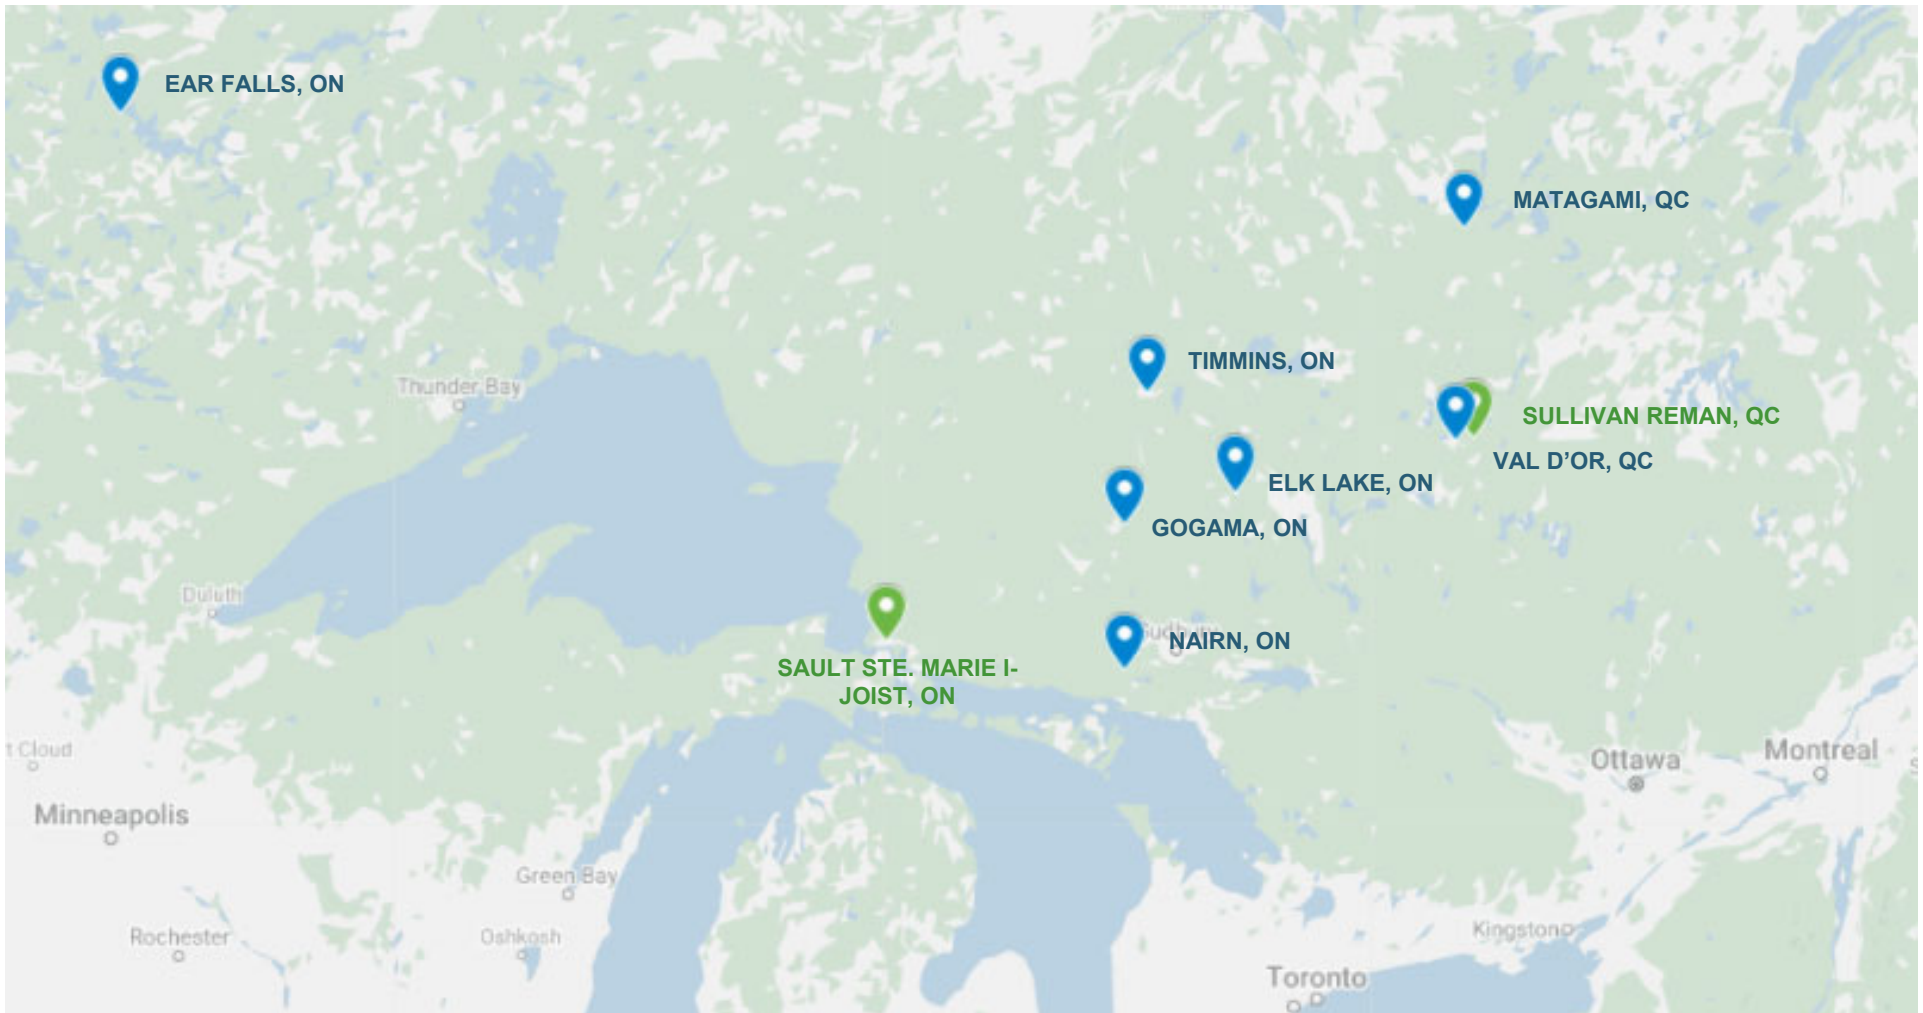 EAR FALLS, ON
MATAGAMI, QC
TIMMINS, ON
Thunder Bay
SULLIVAN REMAN, QC
VAL D'OR, QC
ELK LAKE, ON
GOGAMA, ON
Duluth
Sudbury
NAIRN, ON
SAULT STE. MARIE I-
JOIST, ON
t Cloud
Ottawa
Montreal
Minneapolis
Green Bay
Rochester
Oshkosh
Kingston
Toronto